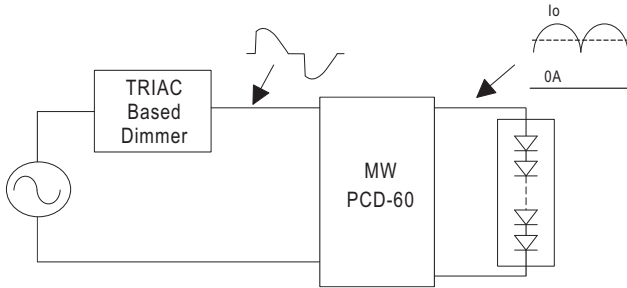 Io
0A
TRIAC
Based
Dimmer
MW
PCD-60